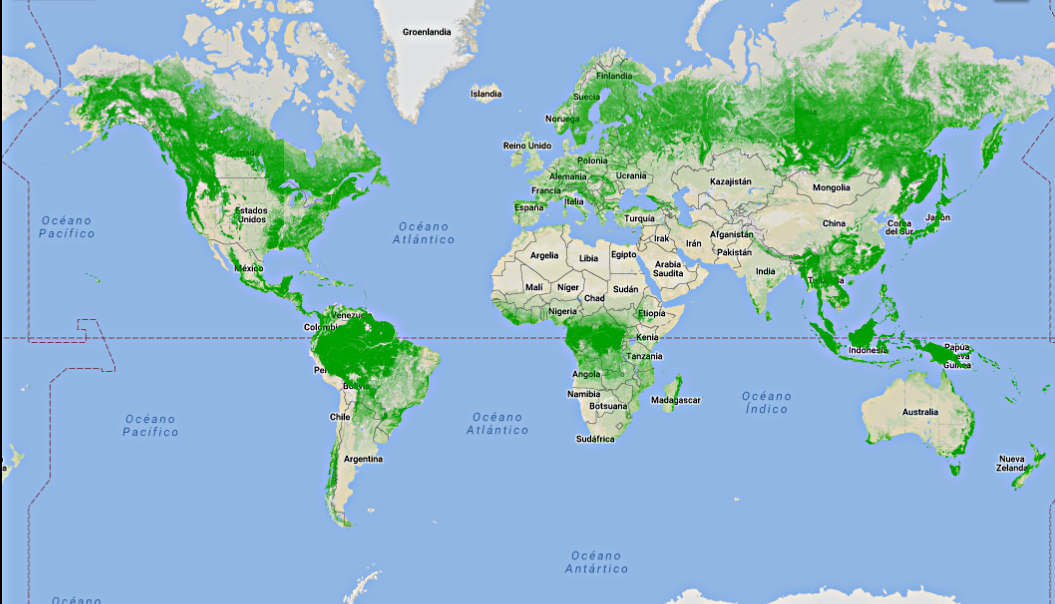 Groenlandia
Islandia
Finlandia
Suecia
Noruega
Reino Unido
Polonia
Alemania
Ucrania
Francia
Italia
España
Turquía
Kazajistán
Mongolia
China
Corea
del Sur
Japón
Afganistán
Irak
Irán
Pakistán
India
Arabia
Saudita
Argelia
Libia
Egipto
Malí
Níger
Chad
Sudán
Nigeria
Etiopía
Kenia
Tanzania
Angola
Namibia
Botsuana
Madagascar
Sudáfrica
Canadá
Estados
Unidos
México
Venezuela
Colombia
Bolivia
Chile
Argentina
Indonesia
Papúa
Australia
Nueva
Zelanda
Océano
Pacífico
Océano
Atlántico
Océano
Pacífico
Océano
Atlántico
Océano
Índico
Océano
Antártico
Océano